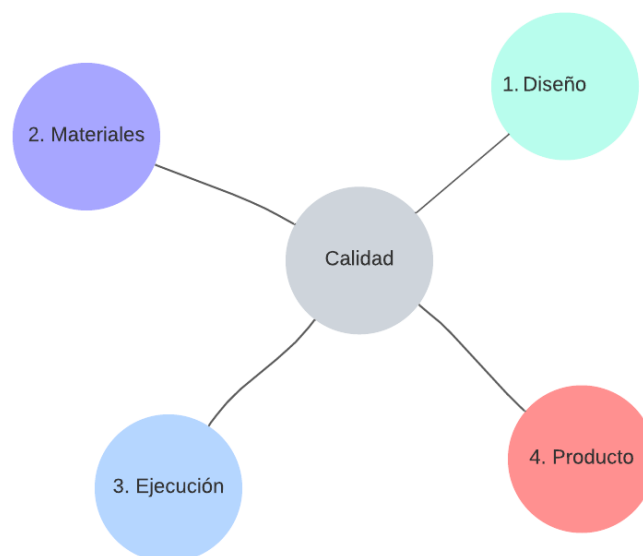 1. Diseño
2. Materiales
Calidad
3. Ejecución
4. Producto